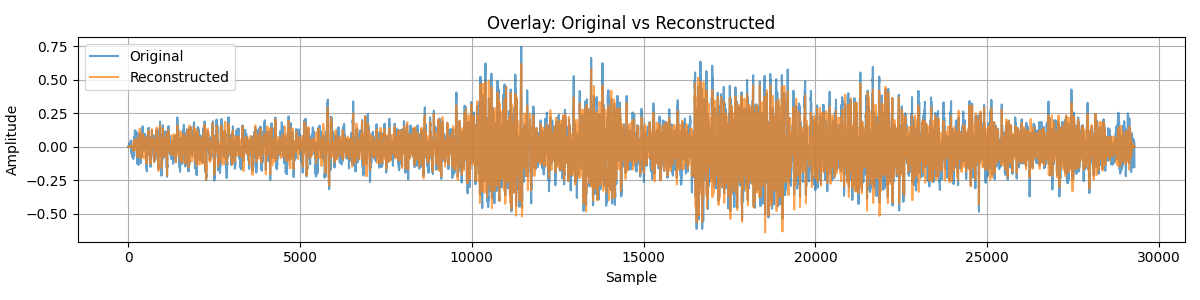 Overlay: Original vs Reconstructed
Original
Reconstructed
Amplitude
0.75
0.50
0.25
0.00
−0.25
−0.50
0 5000 10000 15000 20000 25000 30000
Sample